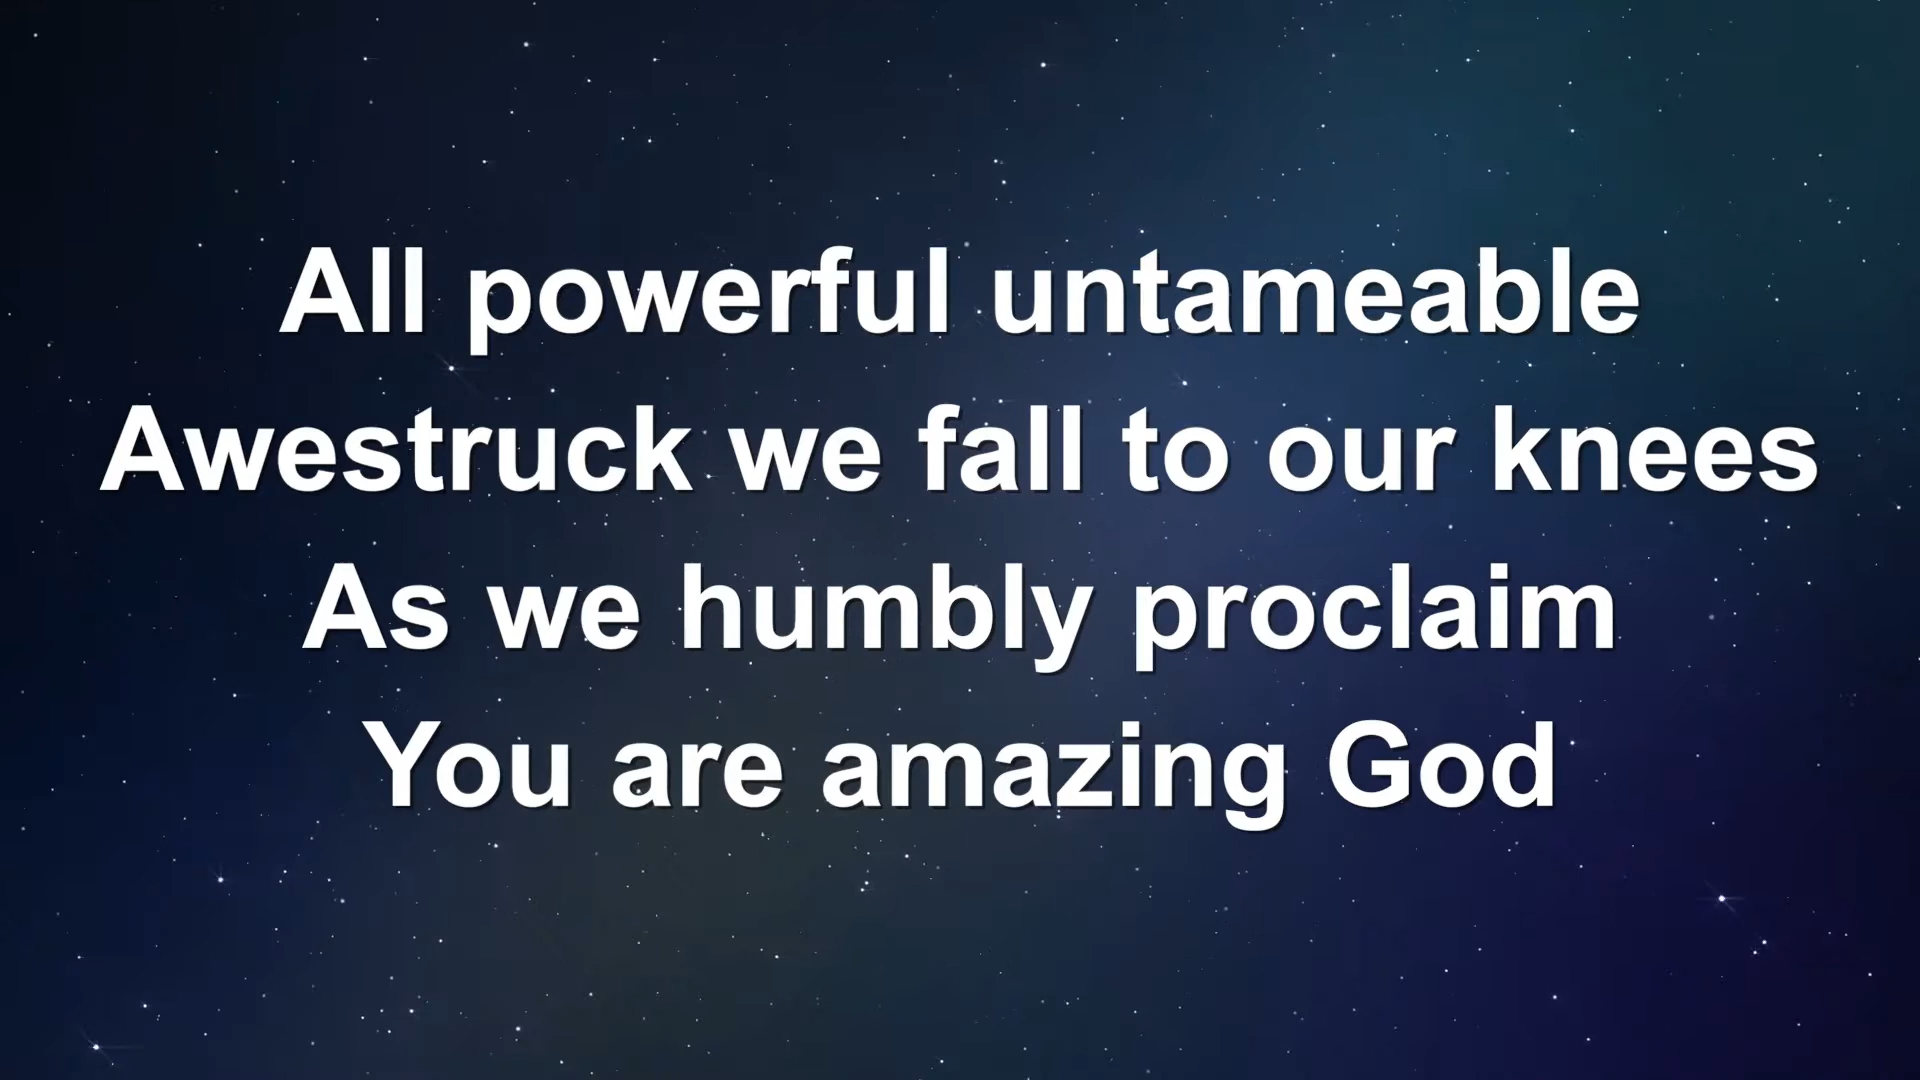 All powerful untameable
Awestruck we fall to our knees
As we humbly proclaim
You are amazing God